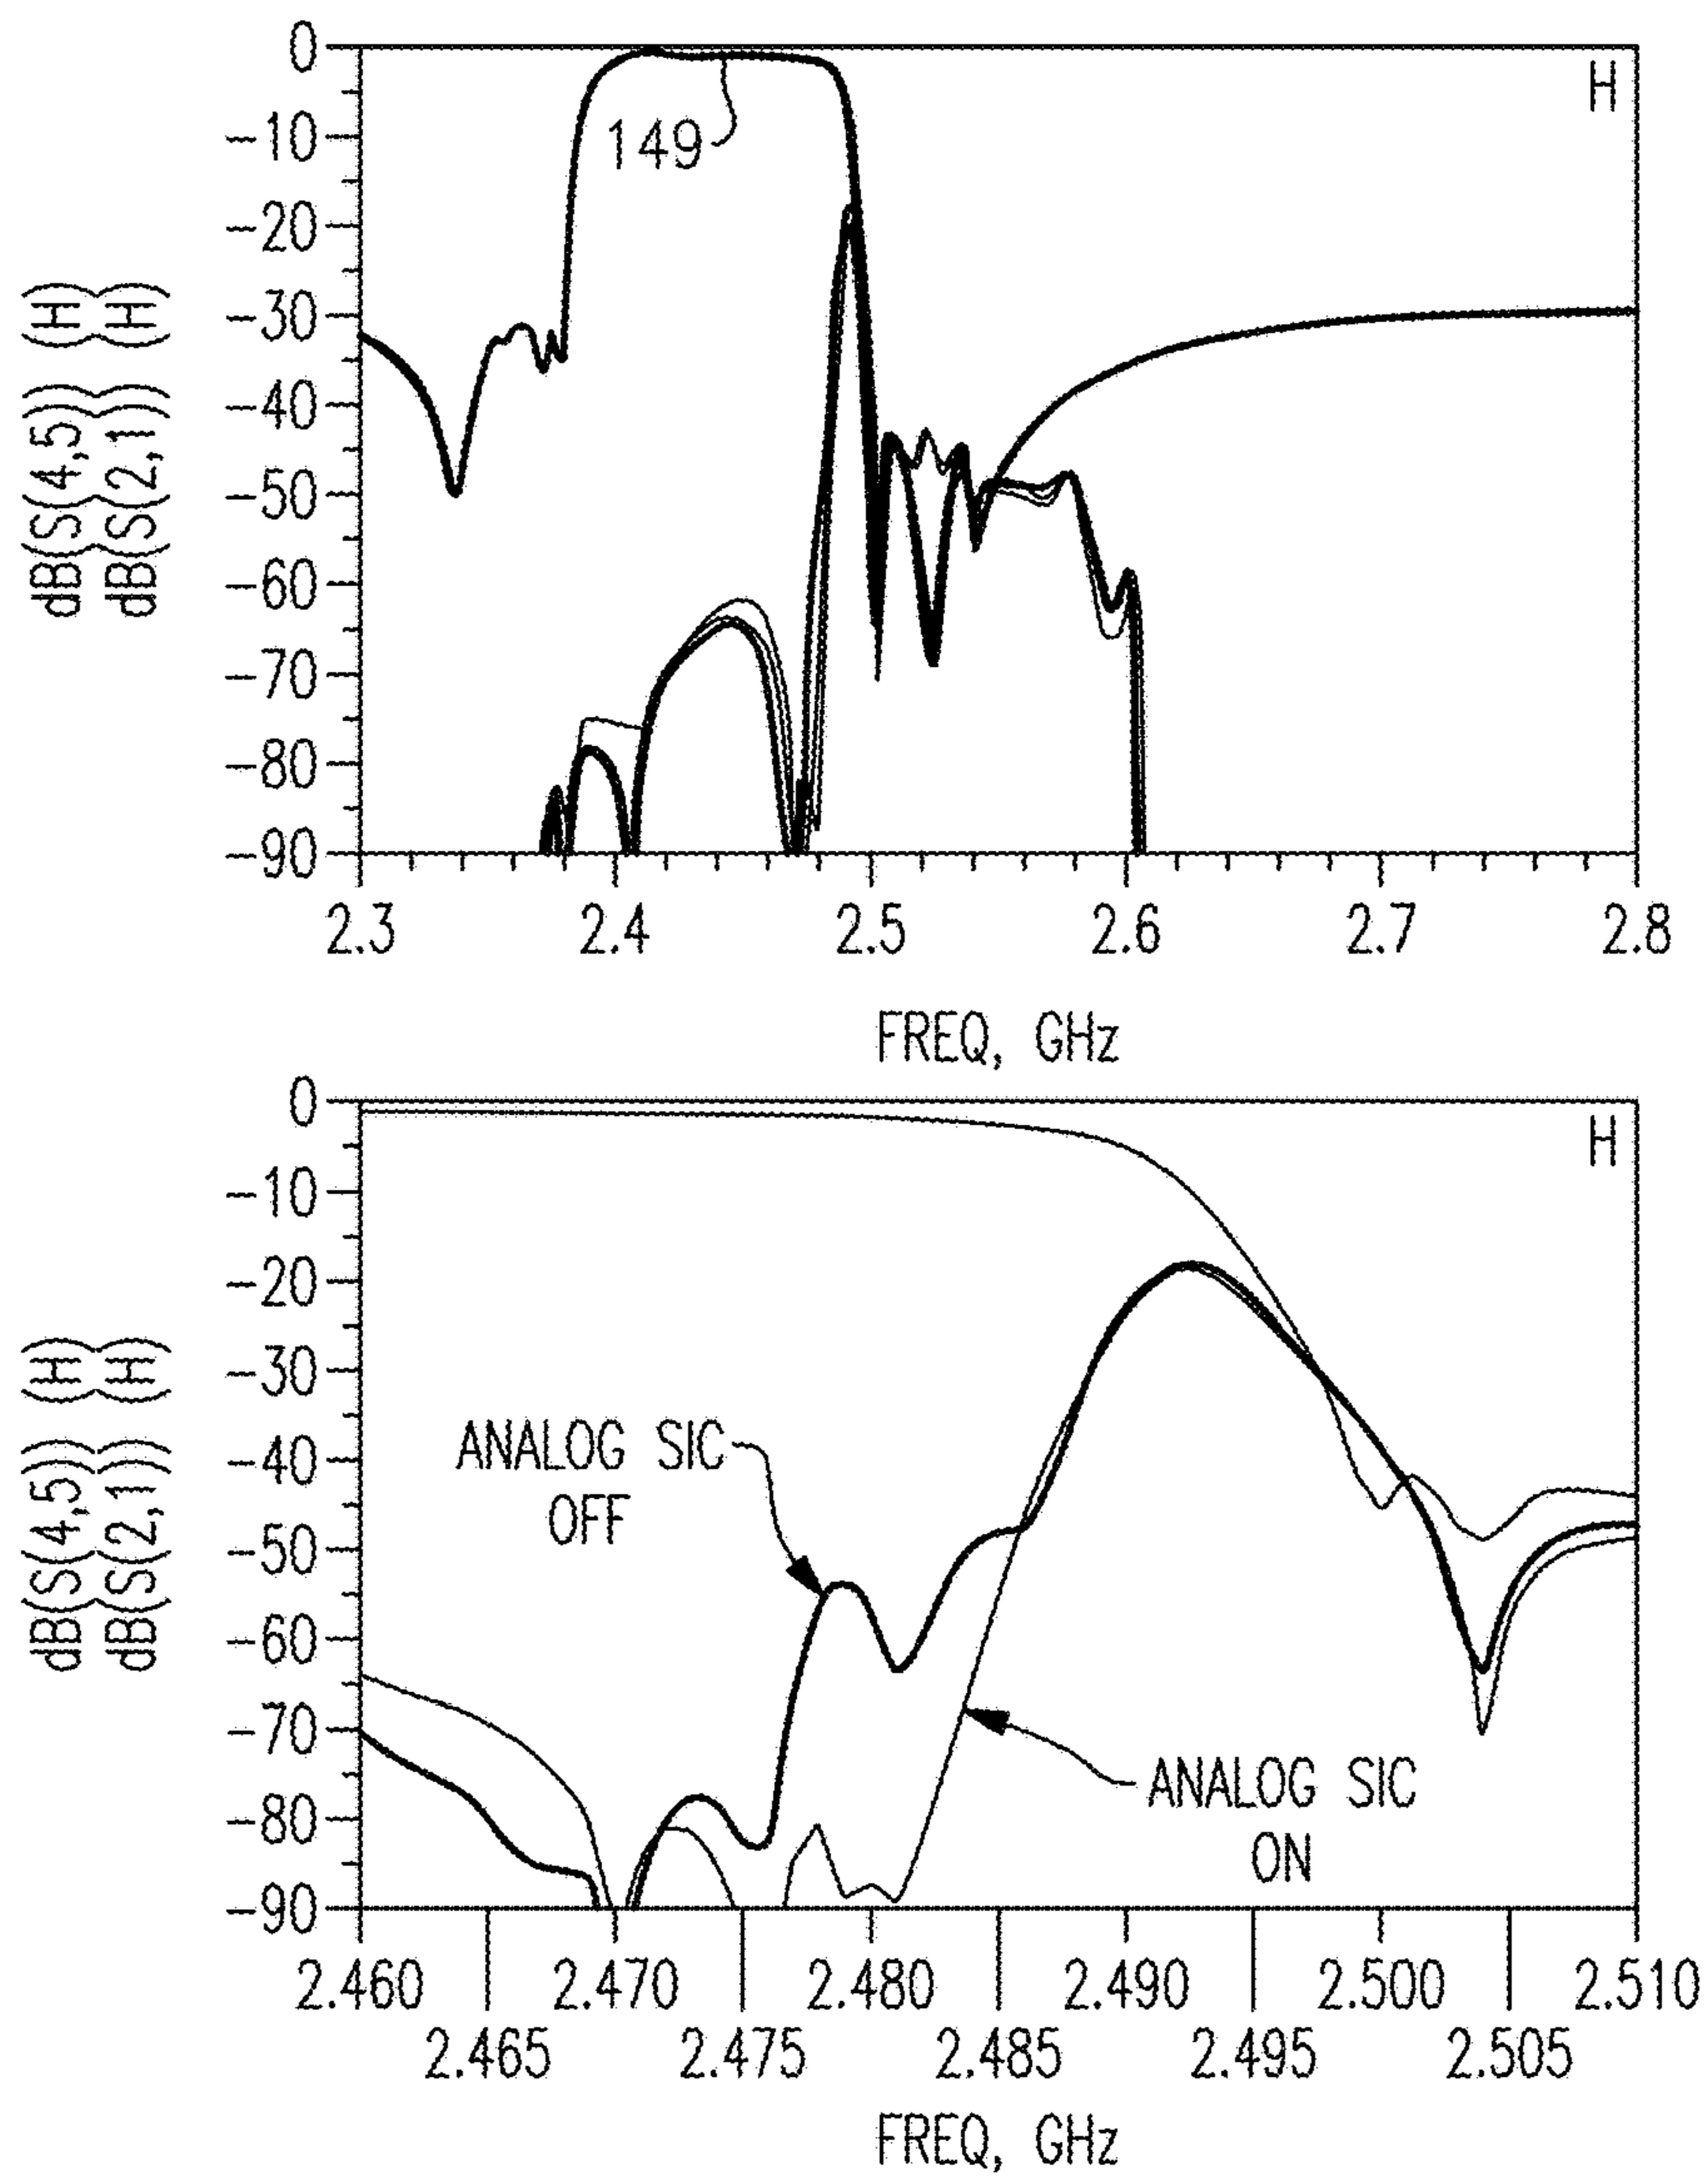 0
-10
-20
-30
-40
-50
-60
-70
-80
-90
dB(S(4,5)) (H)
dB(S(2,1)) (H)
H
149
2.3 2.4 2.5 2.6 2.7 2.8
FREQ, GHz
0
-10
-20
-30
-40
-50
-60
-70
-80
-90
dB(S(4,5)) (H)
dB(S(2,1)) (H)
H
ANALOG SIC
OFF
ANALOG SIC
ON
2.460 2.470 2.480 2.490 2.500 2.510
2.465 2.475 2.485 2.495 2.505
FREQ, GHz